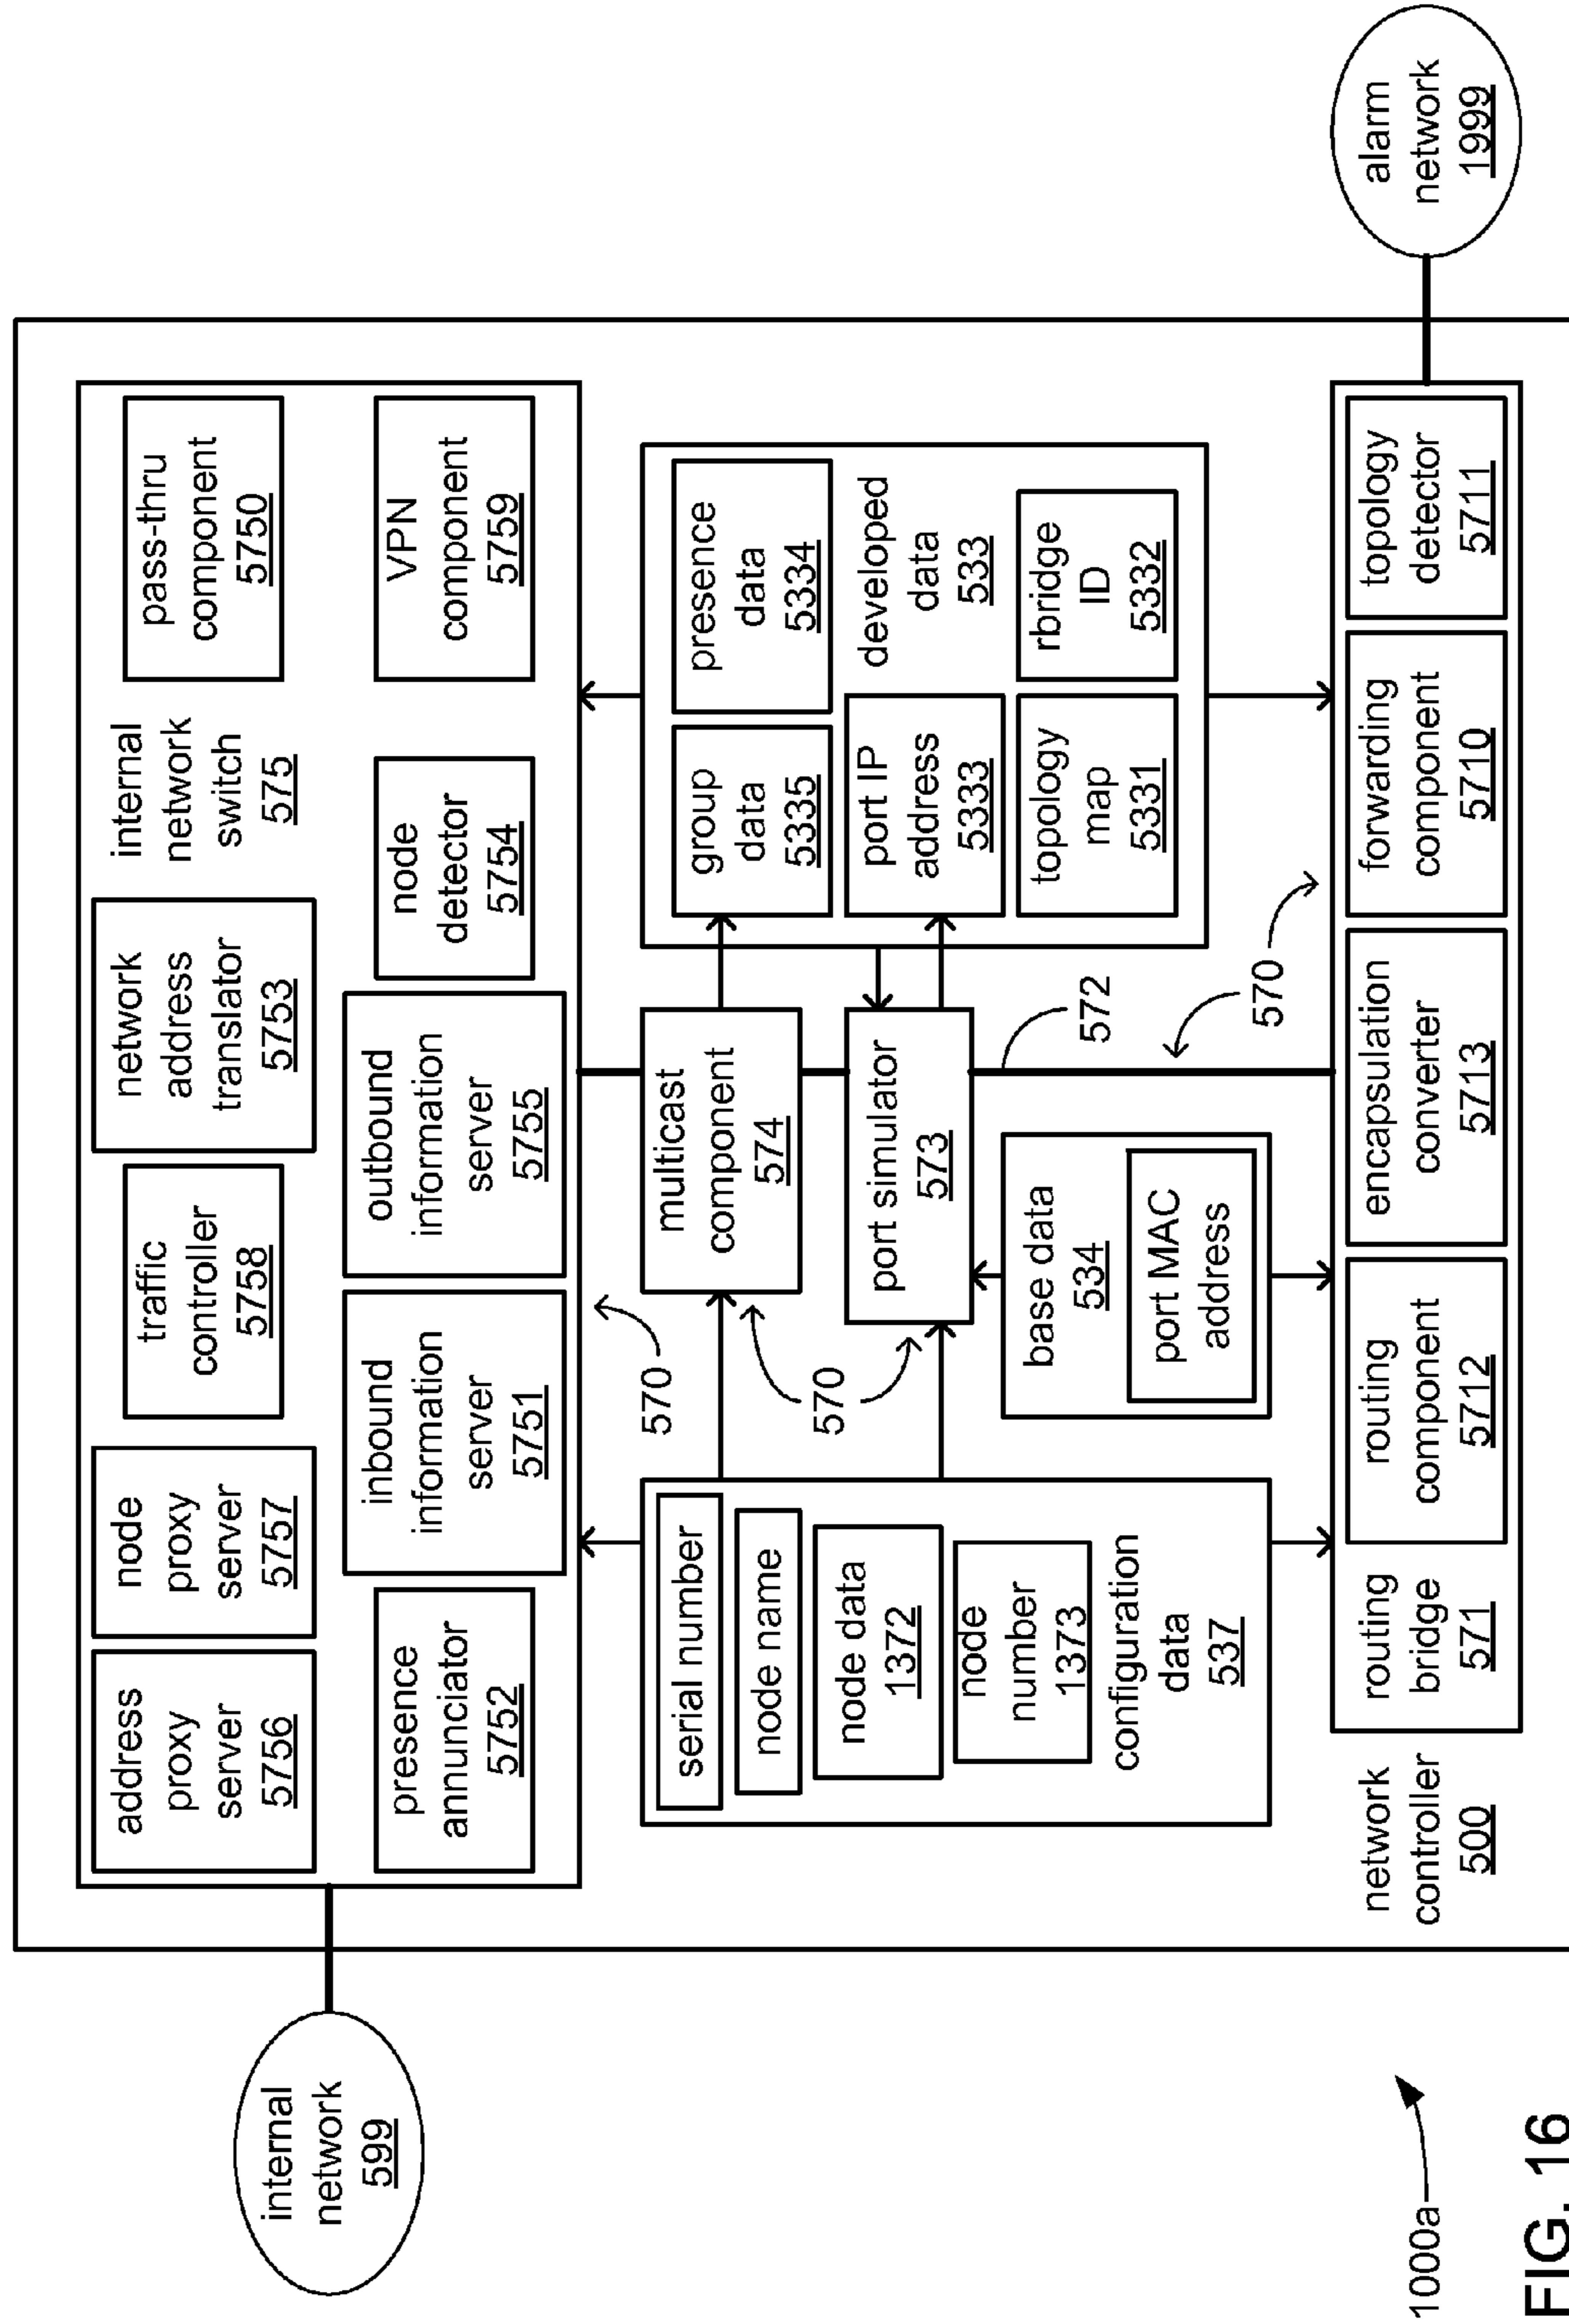 address
proxy
server
5756
node
proxy
server
5757
traffic
controller
5758
network
address
translator
5753
internal
network
switch
575
pass-thru
component
5750
presence
annunciator
5752
inbound
information
server
5751
outbound
information
server
5755
node
detector
5754
VPN
component
5759
internal
network
599
570
serial number
node name
node data
1372
node
number
1373
configuration
data
537
570
multicast
component
574
port simulator
573
base data
534
port MAC
address
572
570
group
data
5335
presence
data
5334
port IP
address
5333
developed
data
533
topology
map
5331
rbridge
ID
5332
network
controller
500
routing
bridge
571
routing
component
5712
encapsulation
converter
5713
forwarding
component
5710
topology
detector
5711
alarm
network
1999
1000a
FIG. 16